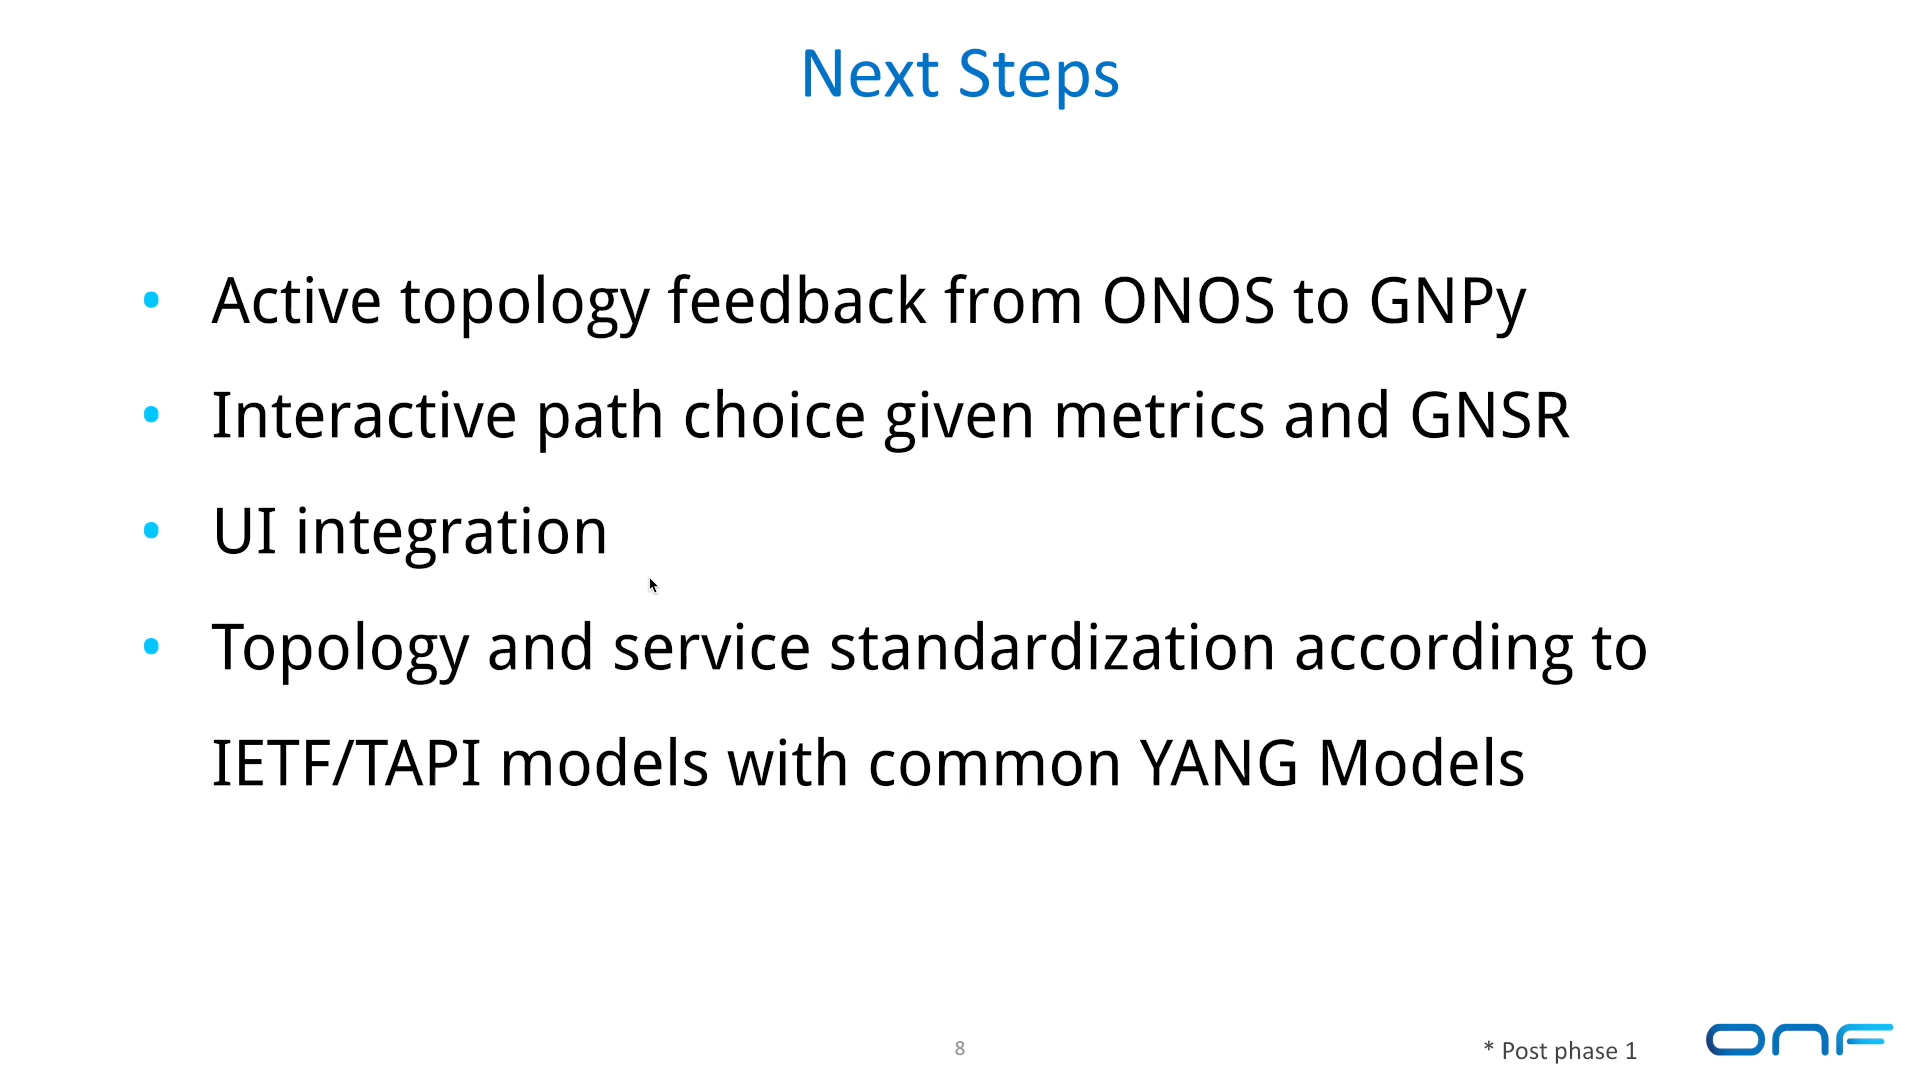 Next Steps
• Active topology feedback from ONOS to GNPy
• Interactive path choice given metrics and GNSR
• UI integration
• Topology and service standardization according to
IETF/TAPI models with common YANG Models
8
* Post phase 1
ONF